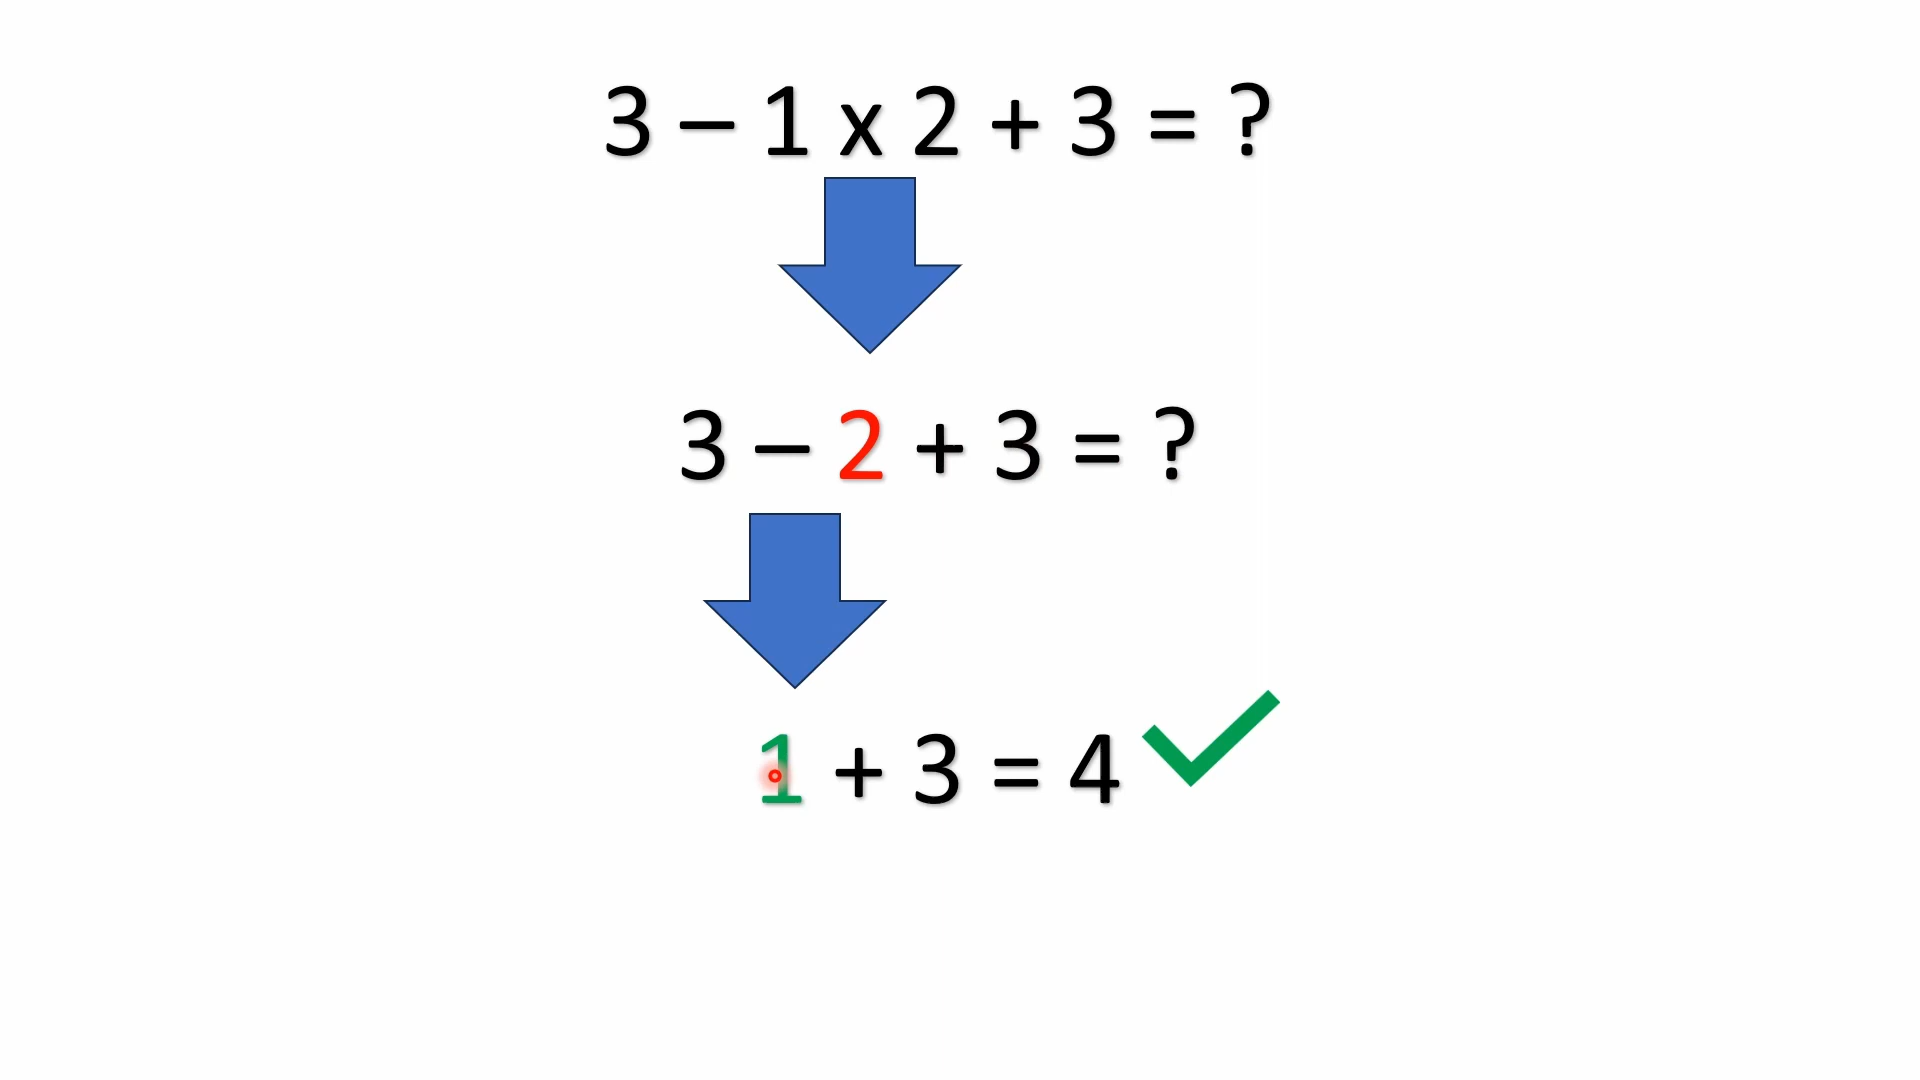 3 – 1 x 2 + 3 = ?
3 – 2 + 3 = ?
1 + 3 = 4